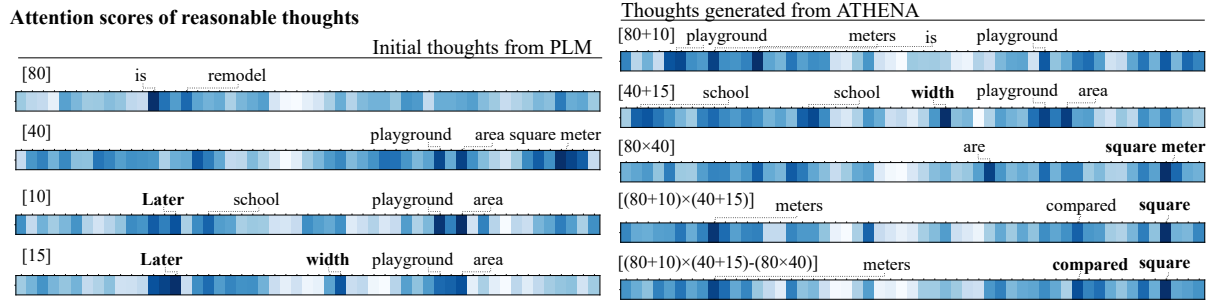 Attention scores of reasonable thoughts
Initial thoughts from PLM
[80] is remodel
[40] playground area square meter
[10] Later school playground area
[15] Later width playground area
Thoughts generated from ATHENA
[80+10] playground meters is playground
[40+15] school school width playground area
[80×40] are square meter
[(80+10)×(40+15)] meters compared square
[(80+10)×(40+15)-(80×40)] meters compared square